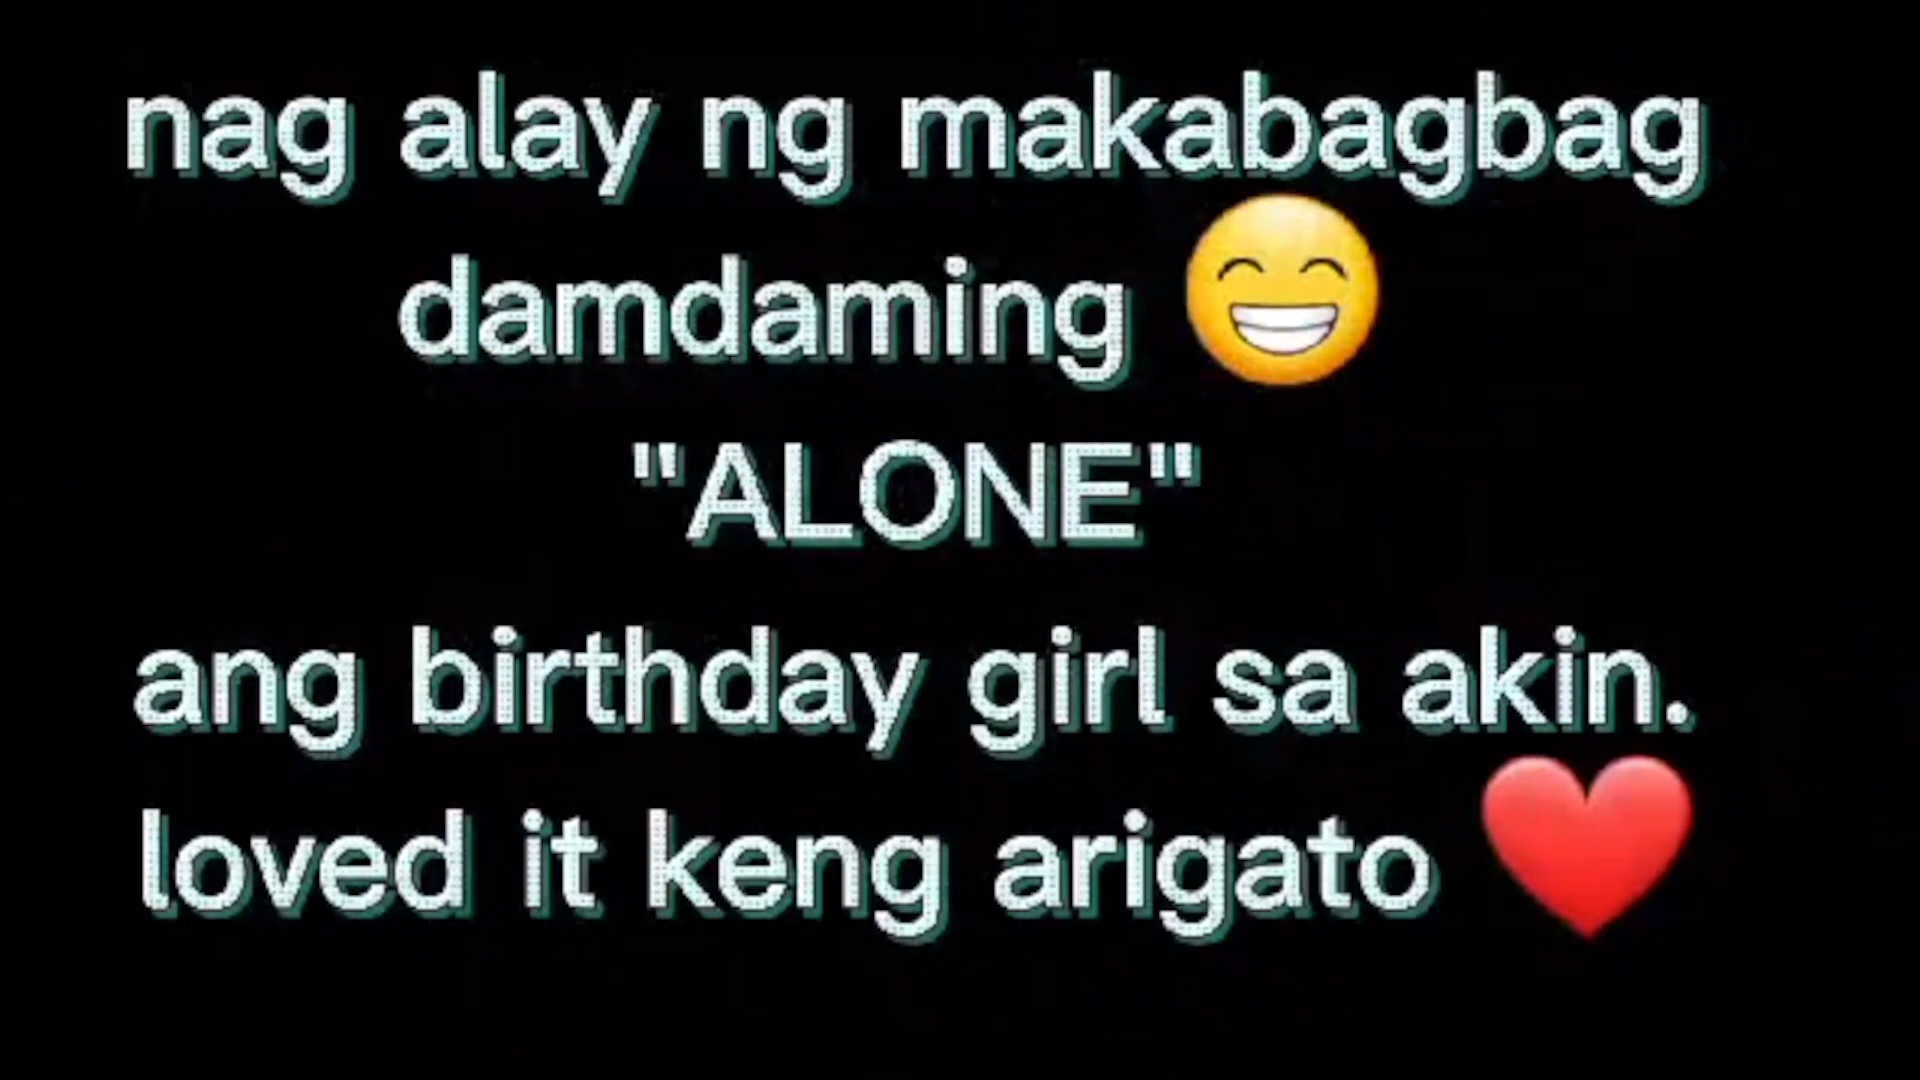 nag alay ng makabagbag
damdaming 😁
"ALONE"
ang birthday girl sa akin.
loved it keng arigato ❤️